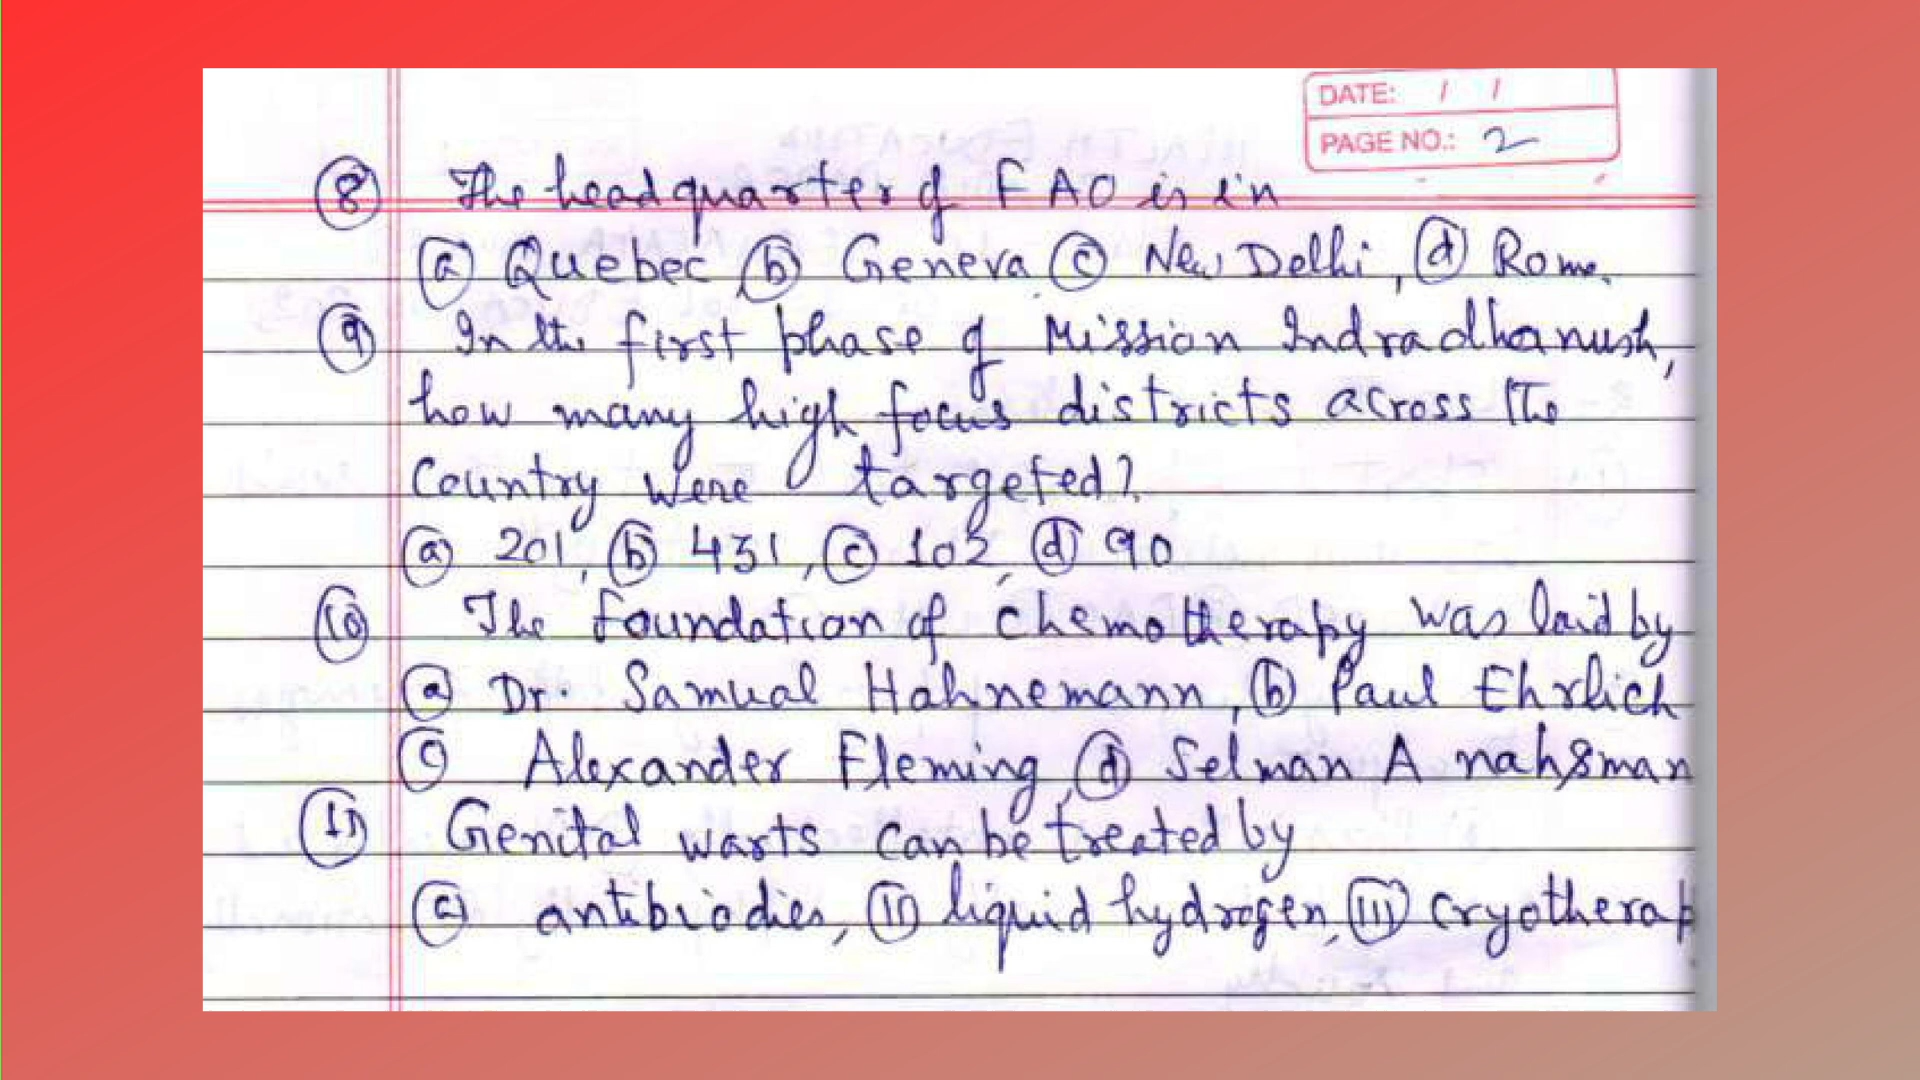 DATE: / /
PAGE NO.: 2
8 The headquarter of FAO is in
a Quebec, b Geneva, c New Delhi, d Rome.
9 In the first phase of Mission Indradhanush,
how many high focus districts across the
Country were targeted?
a 201, b 431, c 102, d 90
10 The foundation of chemotherapy was laid by
a Dr. Samual Hahnemann, b Paul Ehrlich
c Alexander Fleming, d Selman A nahsman
11 Genital warts can be treated by
a antibiodies, ii liquid hydrogen, iii cryotherap